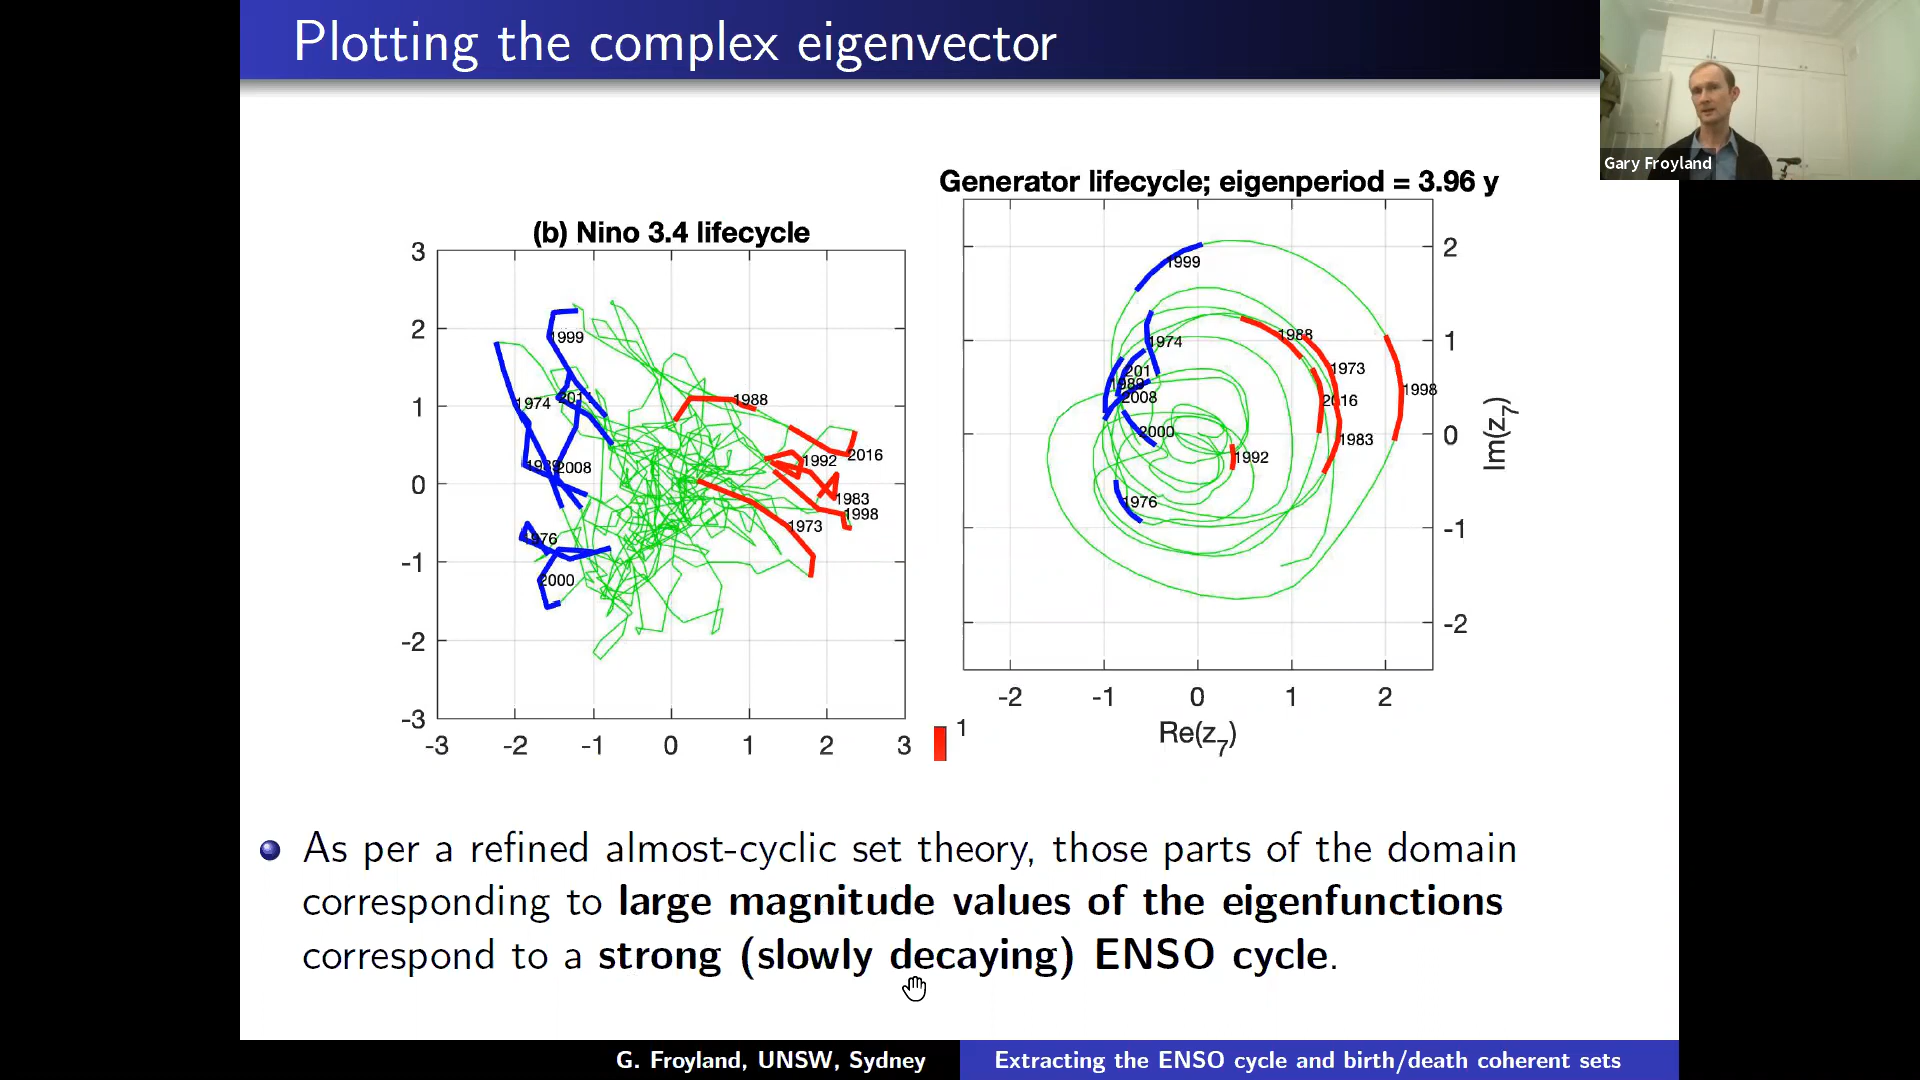 Plotting the complex eigenvector
Gary Froyland
(b) Nino 3.4 lifecycle
3
2
1
0
-1
-2
-3
-3 -2 -1 0 1 2 3
1999
1974
2008
1976
2000
1988
1992
2016
1983
1998
1973
1
Generator lifecycle; eigenperiod = 3.96 y
2
1
0
-1
-2
Im(z7)
-2 -1 0 1 2
Re(z7)
1999
1974
201
1989
2008
2000
1976
1988
1973
1998
2016
1983
1992
As per a refined almost-cyclic set theory, those parts of the domain
corresponding to large magnitude values of the eigenfunctions
correspond to a strong (slowly decaying) ENSO cycle.
G. Froyland, UNSW, Sydney
Extracting the ENSO cycle and birth/death coherent sets